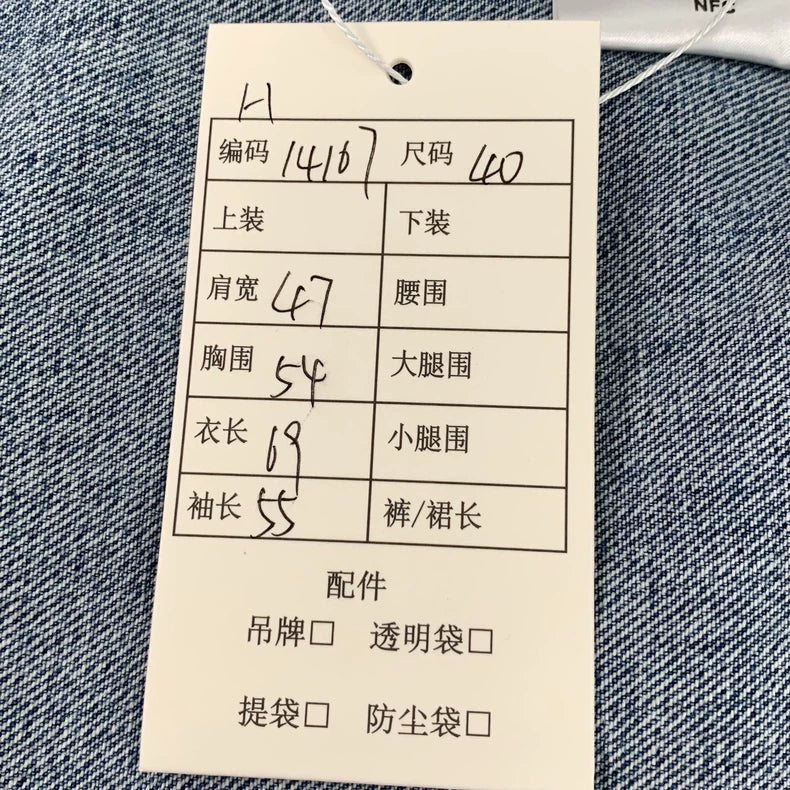 NFC
H
编码 14167 尺码 40
上装 下装
肩宽 47 腰围
胸围 54 大腿围
衣长 69 小腿围
袖长 55 裤/裙长
配件
吊牌□ 透明袋□
提袋□ 防尘袋□